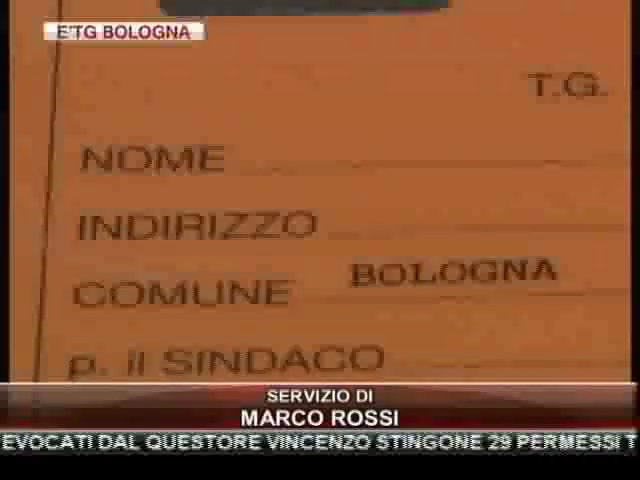 E'TG BOLOGNA
T.G.
NOME
INDIRIZZO
COMUNE BOLOGNA
p. il SINDACO
SERVIZIO DI
MARCO ROSSI
EVOCATI DAL QUESTORE VINCENZO STINGONE 29 PERMESSI T